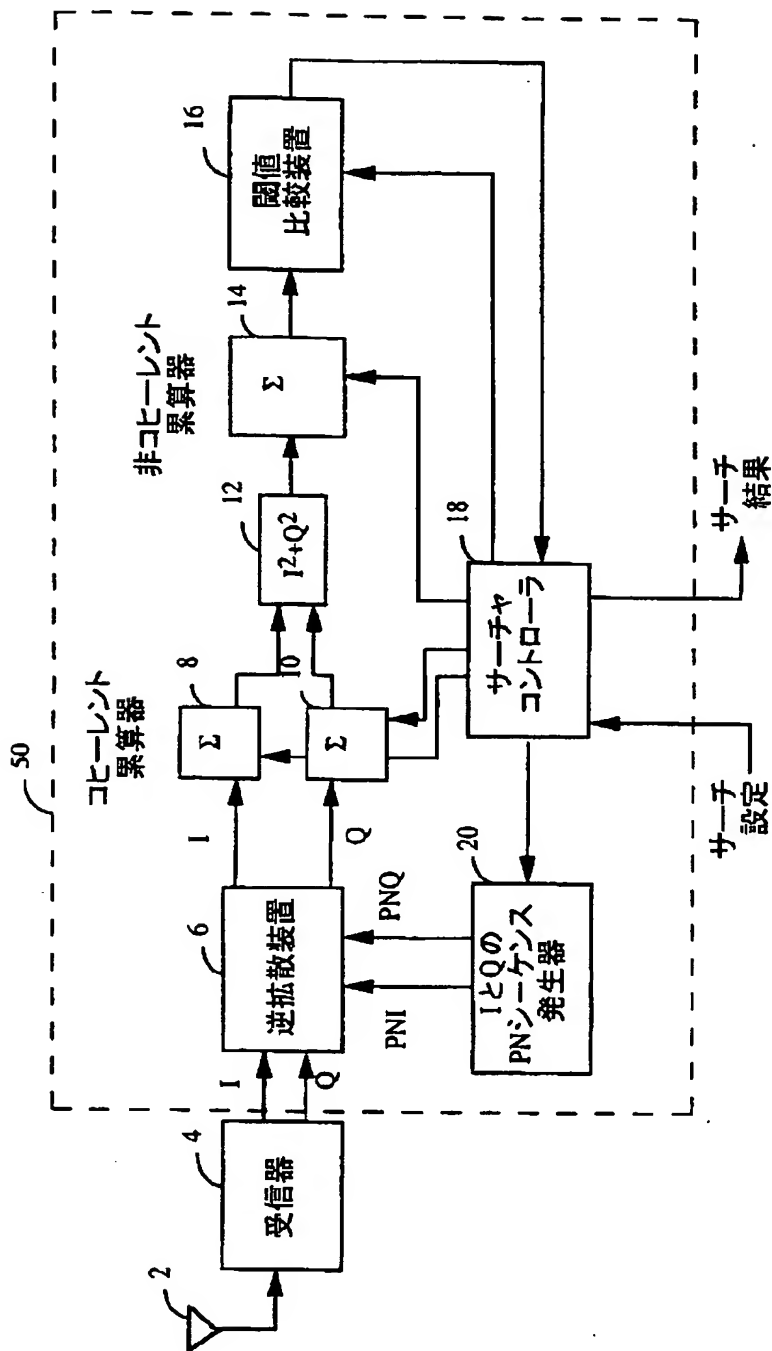 50
2
4
受信器
I
Q
6
逆拡散装置
I
Q
PNI
PNQ
20
IとQの
PNシーケンス
発生器
コヒーレント
累算器
8
Σ
10
Σ
12
I²+Q²
非コヒーレント
累算器
14
Σ
16
閾値
比較装置
18
サーチャ
コントローラ
サーチ
設定
サーチ
結果